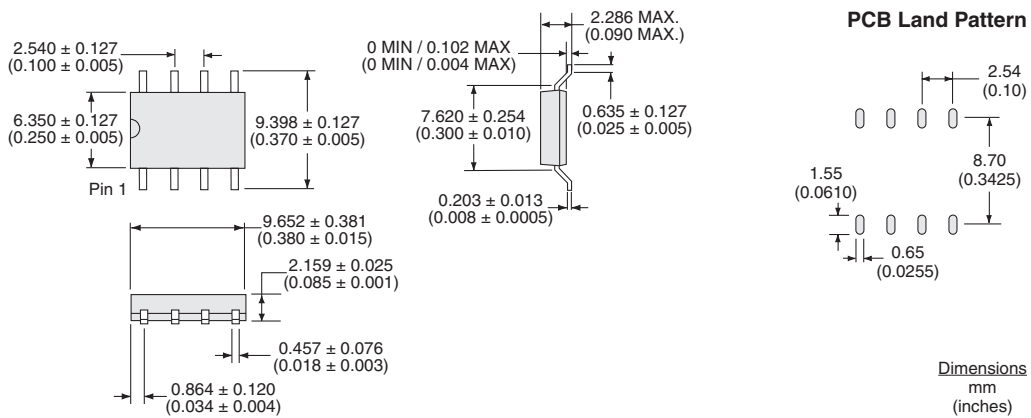 2.540 ± 0.127
(0.100 ± 0.005)
6.350 ± 0.127
(0.250 ± 0.005)
9.398 ± 0.127
(0.370 ± 0.005)
Pin 1
9.652 ± 0.381
(0.380 ± 0.015)
2.159 ± 0.025
(0.085 ± 0.001)
0.457 ± 0.076
(0.018 ± 0.003)
0.864 ± 0.120
(0.034 ± 0.004)
2.286 MAX.
(0.090 MAX.)
0 MIN / 0.102 MAX
(0 MIN / 0.004 MAX)
7.620 ± 0.254
(0.300 ± 0.010)
0.635 ± 0.127
(0.025 ± 0.005)
0.203 ± 0.013
(0.008 ± 0.0005)
PCB Land Pattern
2.54
(0.10)
8.70
(0.3425)
1.55
(0.0610)
0.65
(0.0255)
Dimensions
mm
(inches)